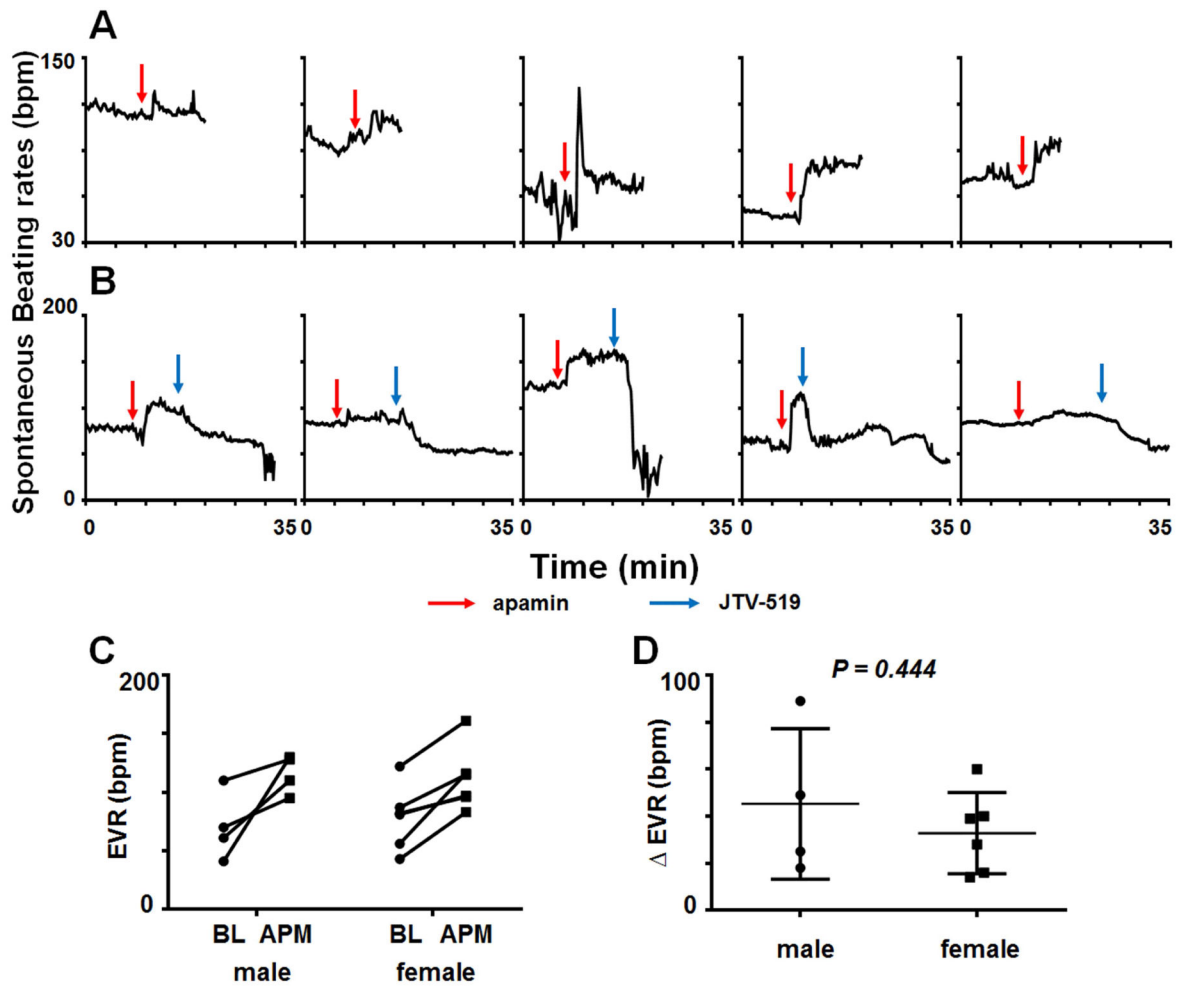 A
Spontaneous Beating rates (bpm)
150
30
B
200
0
0 35 0 35 0 35 0 35 0 35
Time (min)
apamin JTV-519
C
200
EVR (bpm)
0
BL APM BL APM
male female
D
P = 0.444
100
Δ EVR (bpm)
0
male female